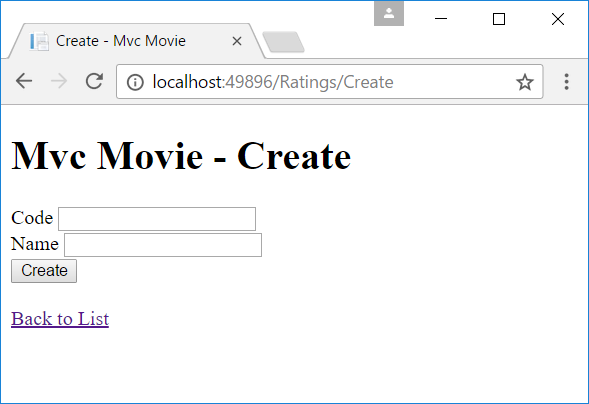 Create - Mvc Movie
localhost:49896/Ratings/Create
Mvc Movie - Create
Code
Name
Create
Back to List